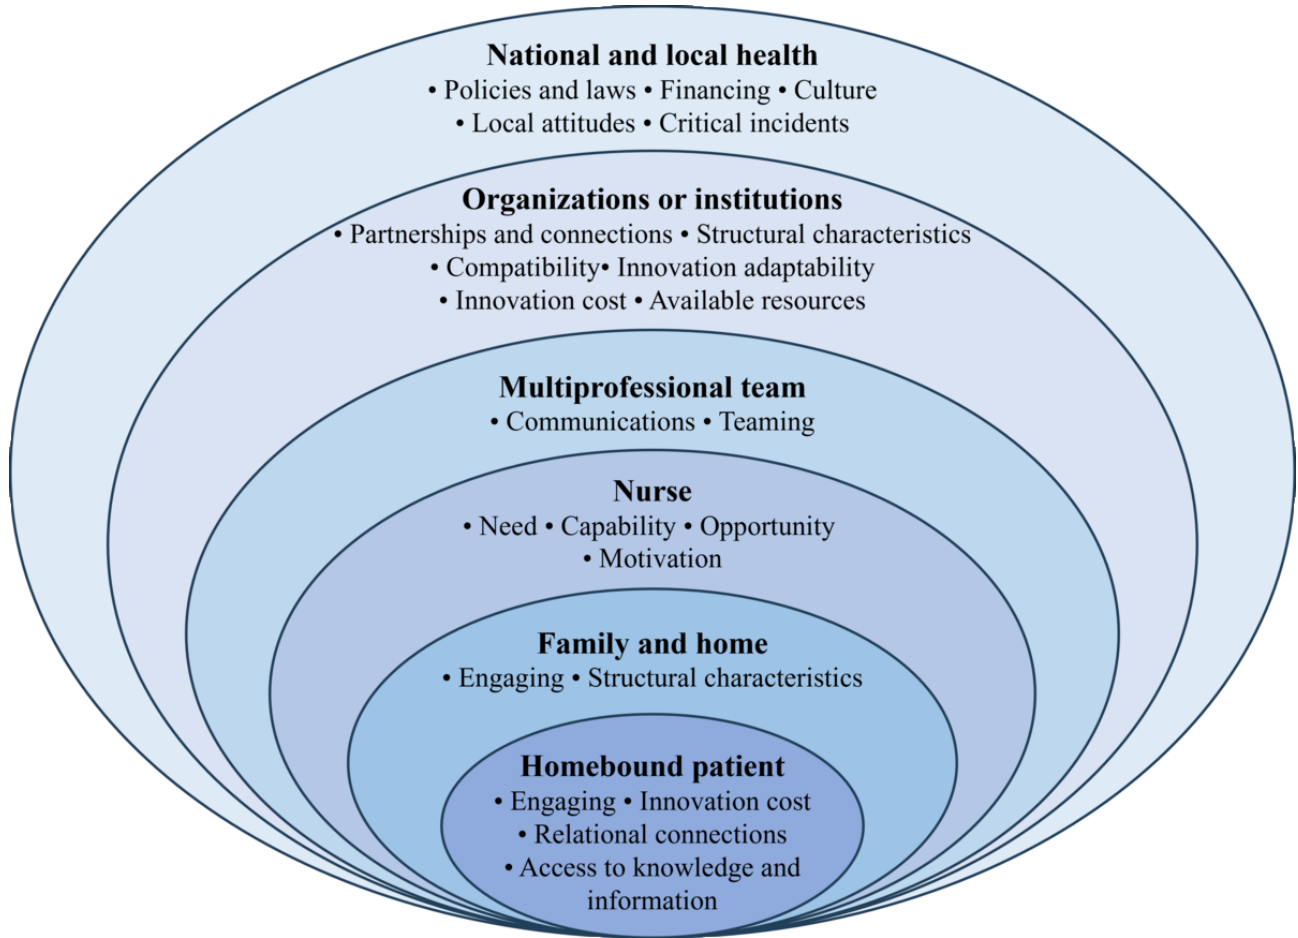 National and local health
• Policies and laws • Financing • Culture
• Local attitudes • Critical incidents
Organizations or institutions
• Partnerships and connections • Structural characteristics
• Compatibility• Innovation adaptability
• Innovation cost • Available resources
Multiprofessional team
• Communications • Teaming
Nurse
• Need • Capability • Opportunity
• Motivation
Family and home
• Engaging • Structural characteristics
Homebound patient
• Engaging • Innovation cost
• Relational connections
• Access to knowledge and
information